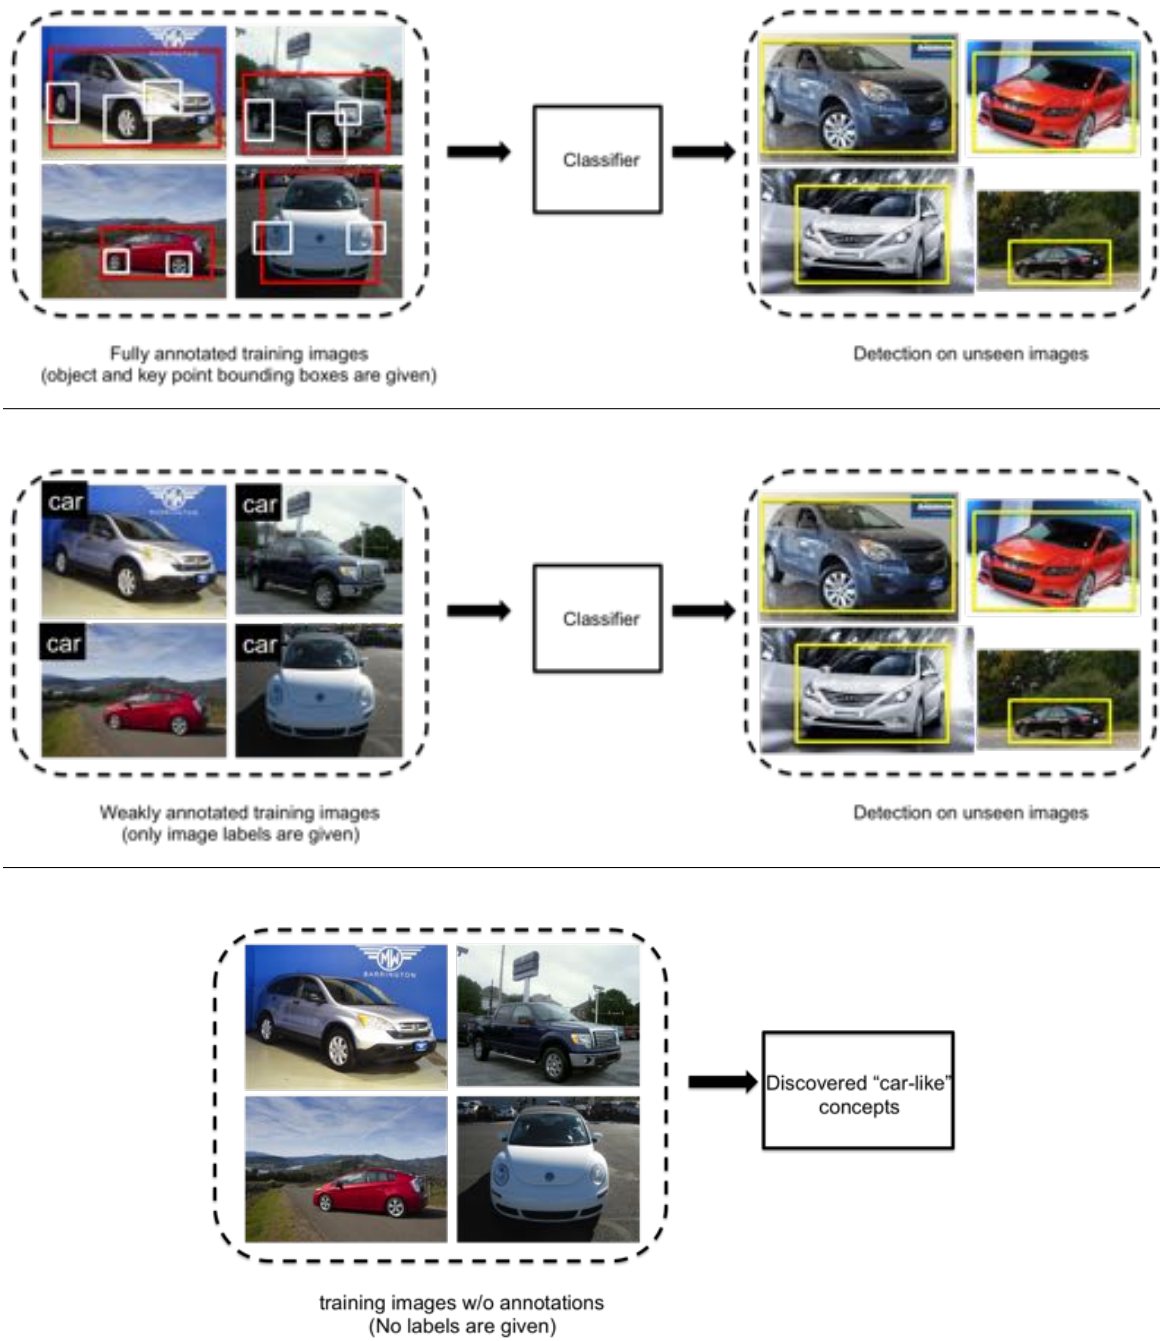 Classifier
Fully annotated training images
(object and key point bounding boxes are given)
Detection on unseen images
car
car
car
car
Classifier
Weakly annotated training images
(only image labels are given)
Detection on unseen images
MW
BARRINGTON
Discovered "car-like"
concepts
training images w/o annotations
(No labels are given)